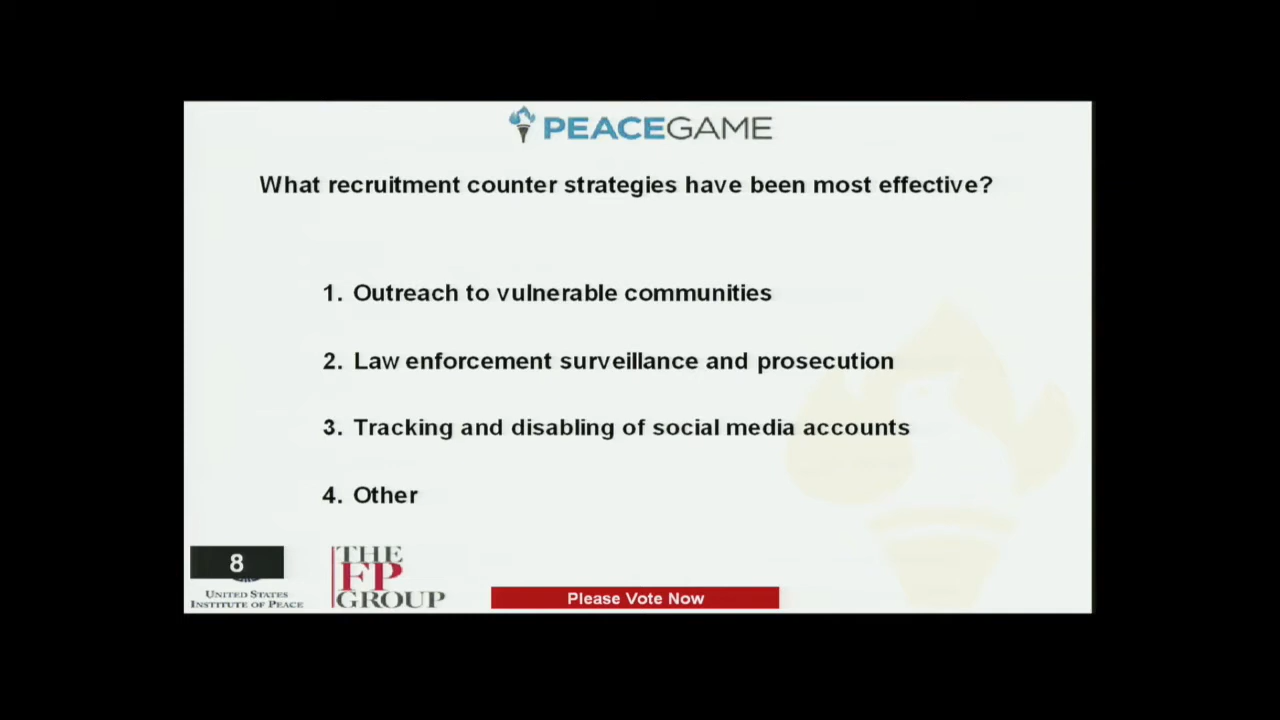 PEACEGAME
What recruitment counter strategies have been most effective?
1. Outreach to vulnerable communities
2. Law enforcement surveillance and prosecution
3. Tracking and disabling of social media accounts
4. Other
8
UNITED STATES
INSTITUTE OF PEACE
THE
FP
GROUP
Please Vote Now